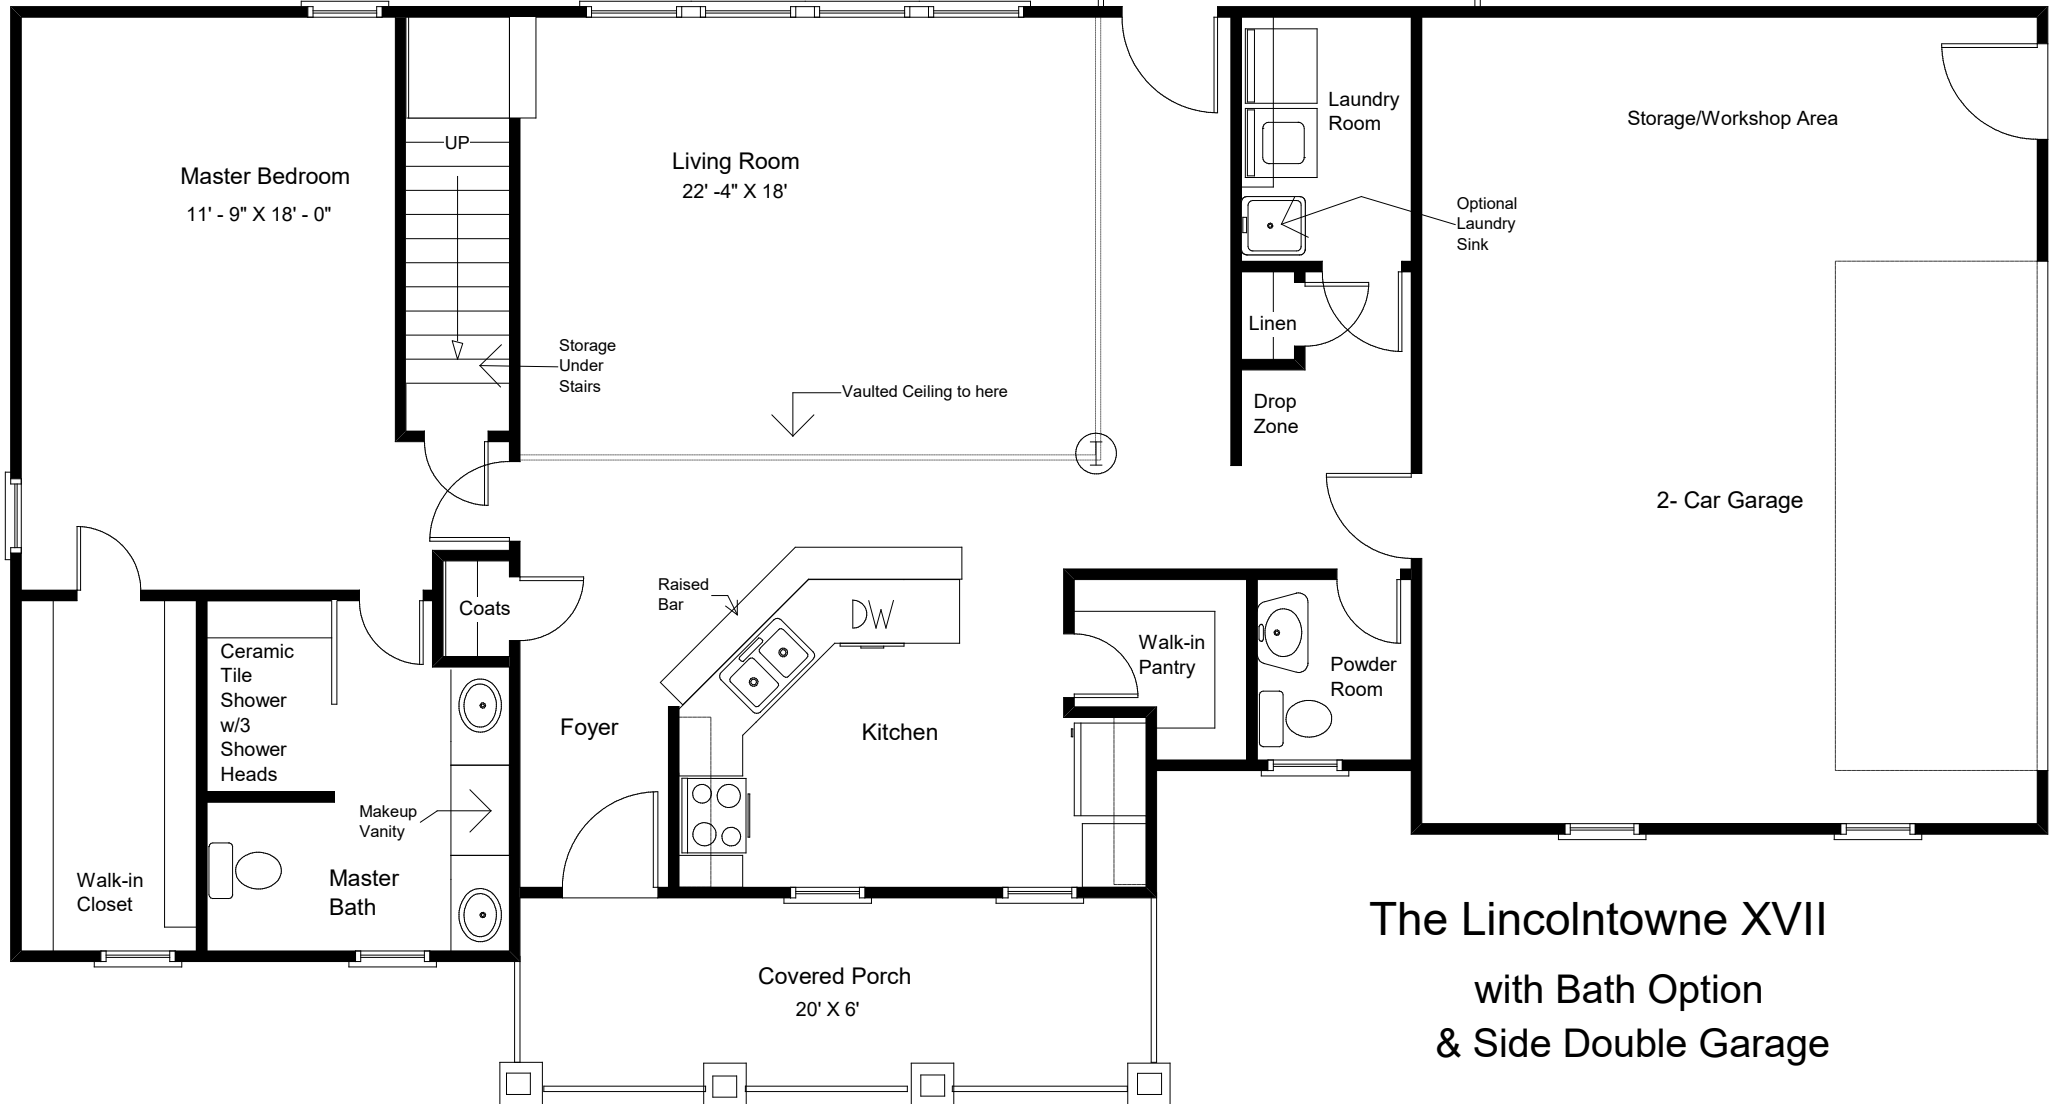 Laundry
Room
Storage/Workshop Area
UP
Living Room
22' -4" X 18'
Master Bedroom
11' - 9" X 18' - 0"
Optional
Laundry
Sink
Linen
Storage
Under
Stairs
Vaulted Ceiling to here
Drop
Zone
2- Car Garage
Raised
Bar
DW
Coats
Walk-in
Pantry
Ceramic
Tile
Shower
w/3
Shower
Heads
Powder
Room
Foyer
Kitchen
Makeup
Vanity
Walk-in
Closet
Master
Bath
The Lincolntowne XVII
with Bath Option
& Side Double Garage
Covered Porch
20' X 6'